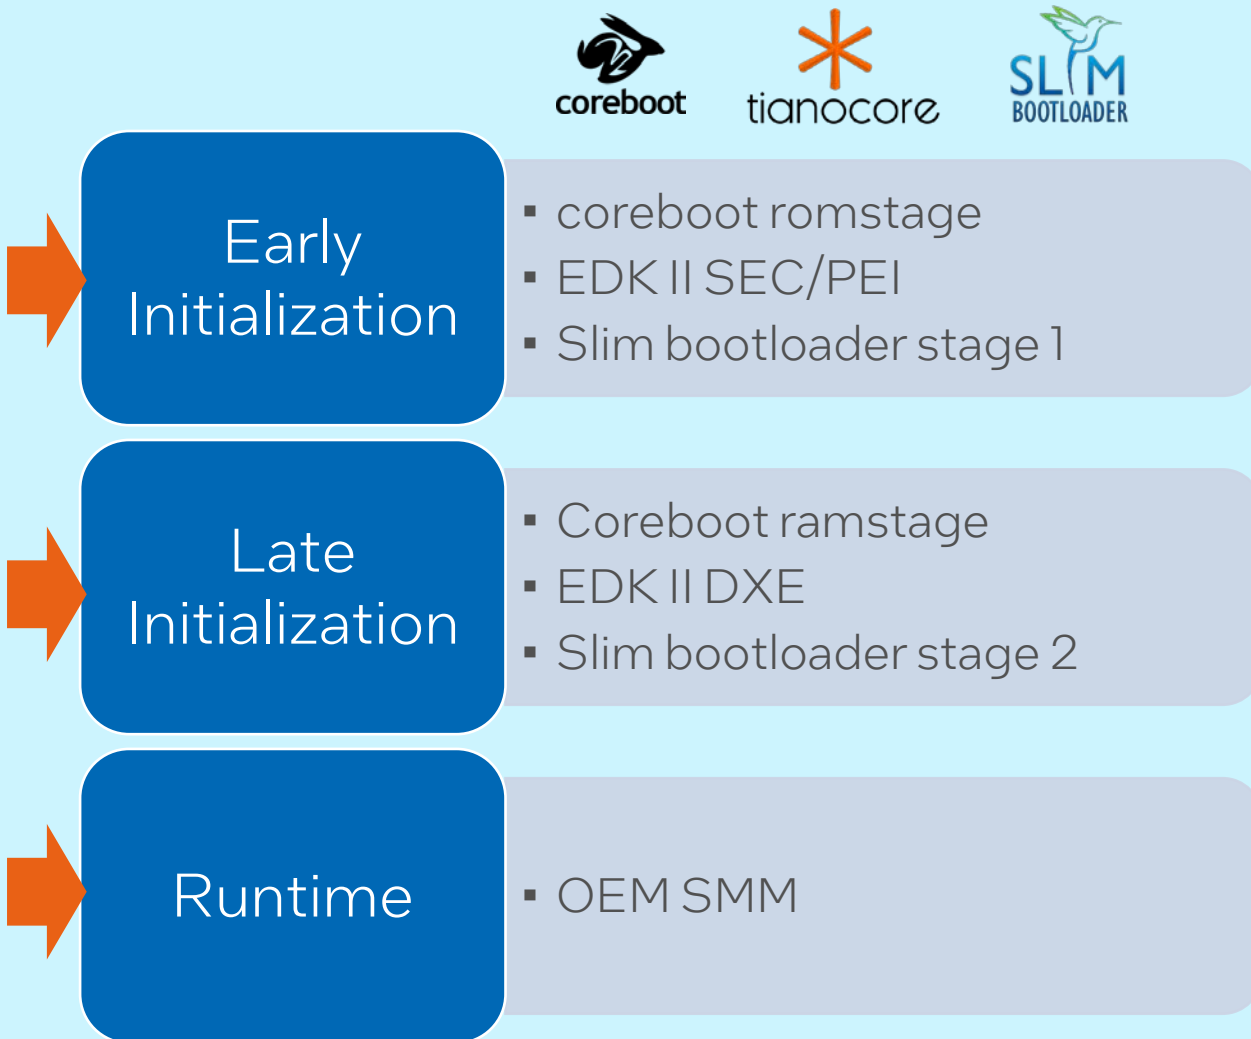 coreboot
tianocore
SLIM
BOOTLOADER
Early
Initialization
▪ coreboot romstage
▪ EDK II SEC/PEI
▪ Slim bootloader stage 1
Late
Initialization
▪ Coreboot ramstage
▪ EDK II DXE
▪ Slim bootloader stage 2
Runtime
▪ OEM SMM